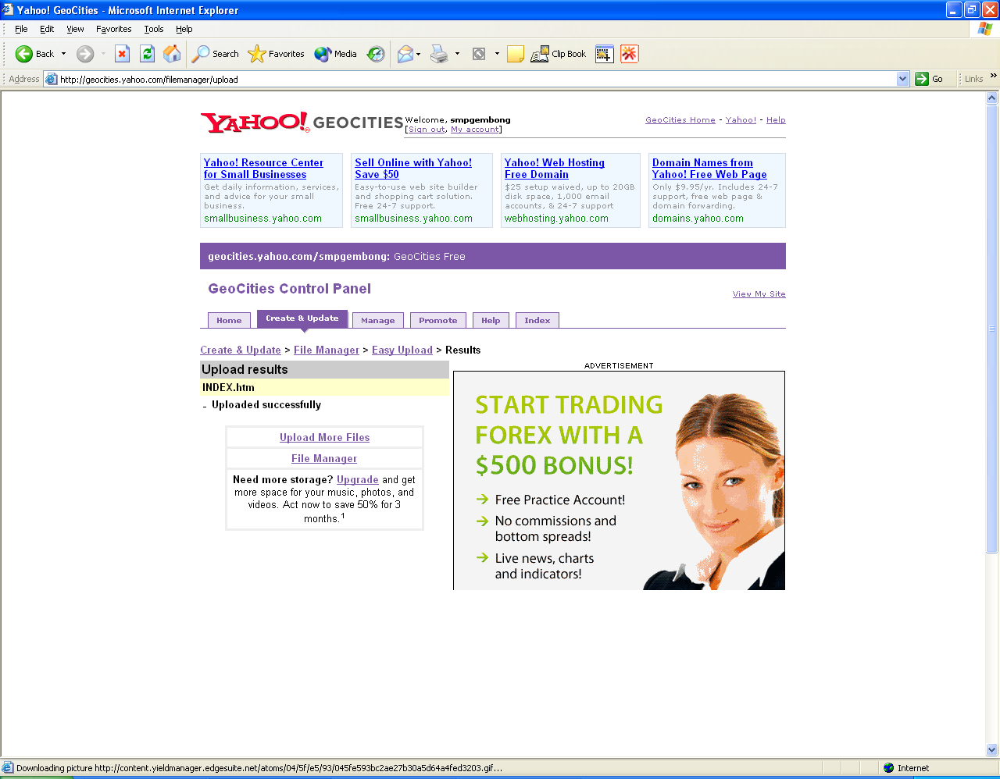 Yahoo! GeoCities - Microsoft Internet Explorer
File Edit View Favorites Tools Help
Back Search Favorites Media Clip Book
Address http://geocities.yahoo.com/filemanager/upload Go Links »
YAHOO!® GEOCITIES
Welcome, smpgembong
[Sign out, My account]
GeoCities Home - Yahoo! - Help
Yahoo! Resource Center
for Small Businesses
Get daily information, services,
and advice for your small
business.
smallbusiness.yahoo.com
Sell Online with Yahoo!
Save $50
Easy-to-use web site builder
and shopping cart solution.
Free 24-7 support.
smallbusiness.yahoo.com
Yahoo! Web Hosting
Free Domain
$25 setup waived, up to 20GB
disk space, 1,000 email
accounts, & 24-7 support
webhosting.yahoo.com
Domain Names from
Yahoo! Free Web Page
Only $9.95/yr. Includes 24-7
support, free web page &
domain forwarding.
domains.yahoo.com
geocities.yahoo.com/smpgembong: GeoCities Free
GeoCities Control Panel
View My Site
Home Create & Update Manage Promote Help Index
Create & Update > File Manager > Easy Upload > Results
Upload results
INDEX.htm
- Uploaded successfully
Upload More Files
File Manager
Need more storage? Upgrade and get
more space for your music, photos, and
videos. Act now to save 50% for 3
months.1
ADVERTISEMENT
START TRADING
FOREX WITH A
$500 BONUS!
Free Practice Account!
No commissions and
bottom spreads!
Live news, charts
and indicators!
Downloading picture http://content.yieldmanager.edgesuite.net/atoms/04/5f/e5/93/045fe593bc2ae27b30a5d64a4fed3203.gif...
Internet